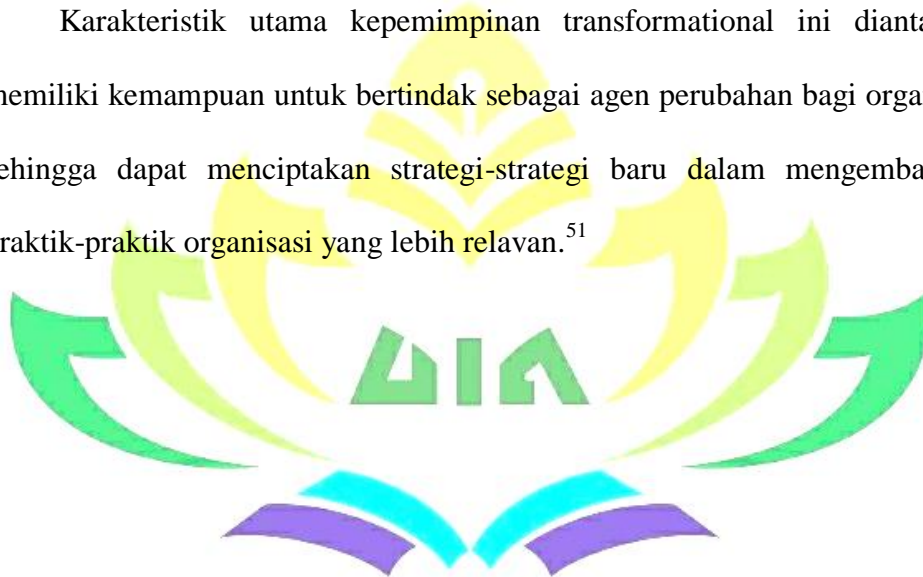 Karakteristik utama kepemimpinan transformational ini dianta
memiliki kemampuan untuk bertindak sebagai agen perubahan bagi orga
ehingga dapat menciptakan strategi-strategi baru dalam mengemba
raktik-praktik organisasi yang lebih relavan.51